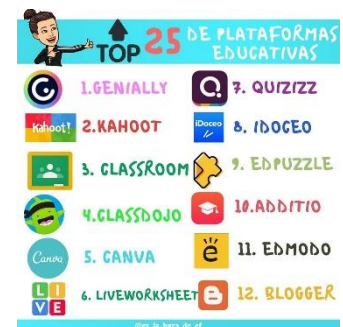 TOP 25 DE PLATAFORMAS
EDUCATIVAS
1.GENIALLY
Kahoot! 2.KAHOOT
3. CLASSROOM
4.CLASSDOJO
Canva 5. CANVA
LIVE 6. LIVEWORKSHEET
Q 7. QUIZIZZ
iDoceo 8. IDOCEO
9. EDPUZZLE
10.ADDITIO
ë 11. EDMODO
12. BLOGGER